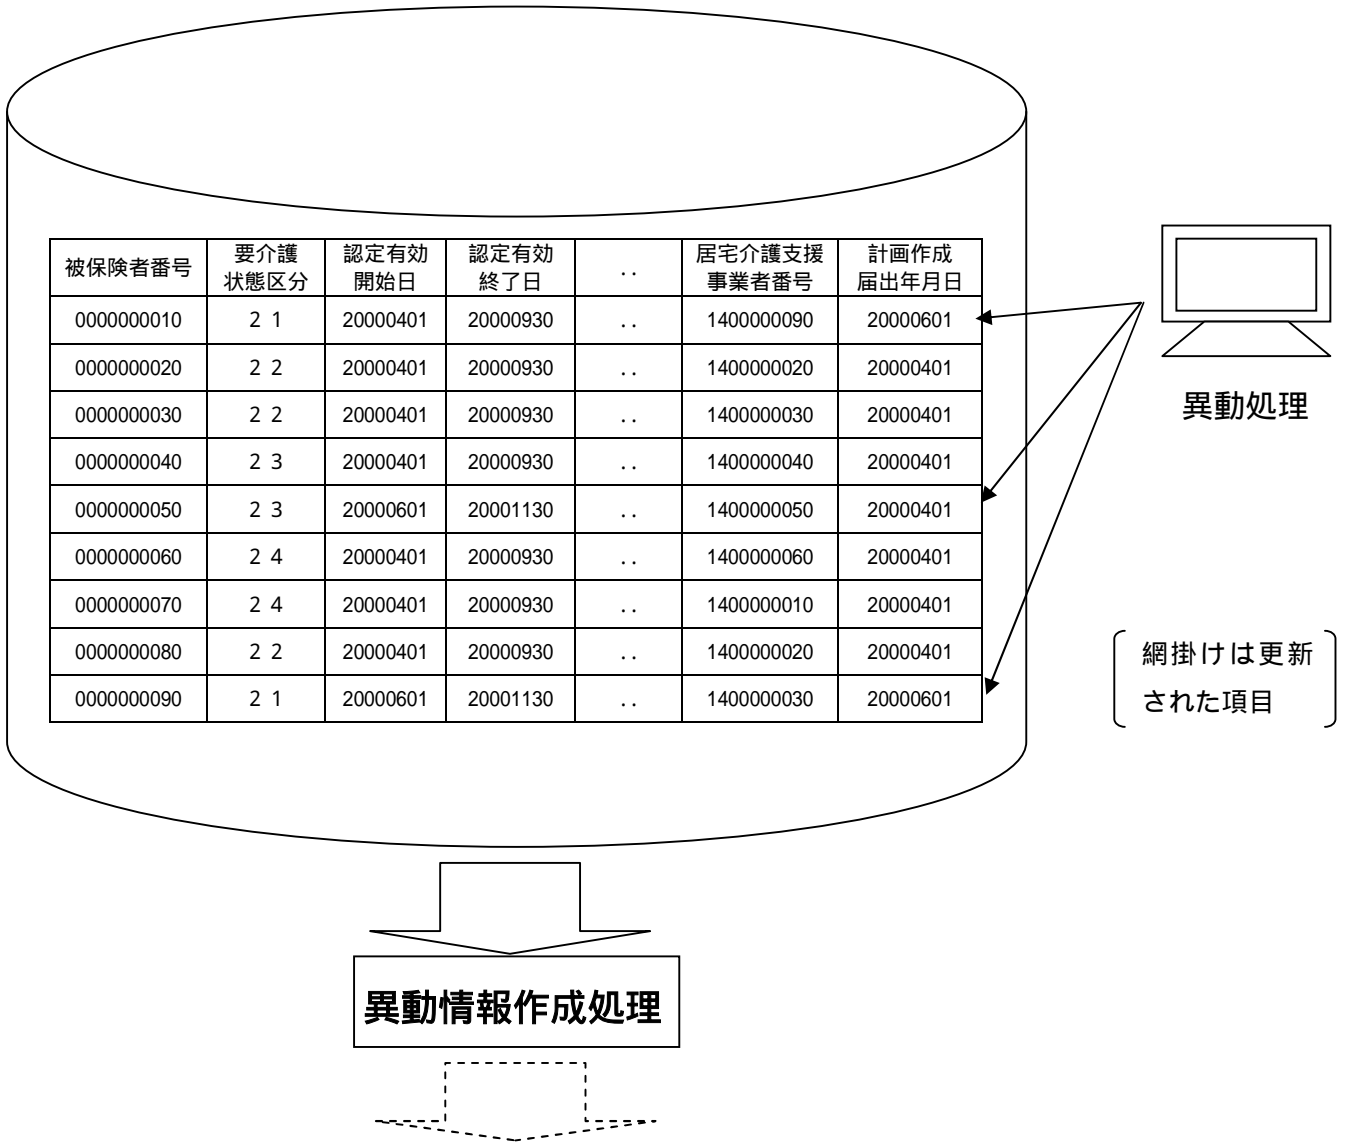 被保険者番号 要介護状態区分 認定有効開始日 認定有効終了日 .. 居宅介護支援事業者番号 計画作成届出年月日
0000000010 21 20000401 20000930 .. 1400000090 20000601
0000000020 22 20000401 20000930 .. 1400000020 20000401
0000000030 22 20000401 20000930 .. 1400000030 20000401
0000000040 23 20000401 20000930 .. 1400000040 20000401
0000000050 23 20000601 20001130 .. 1400000050 20000401
0000000060 24 20000401 20000930 .. 1400000060 20000401
0000000070 24 20000401 20000930 .. 1400000010 20000401
0000000080 22 20000401 20000930 .. 1400000020 20000401
0000000090 21 20000601 20001130 .. 1400000030 20000601
異動処理
網掛けは更新
された項目
異動情報作成処理